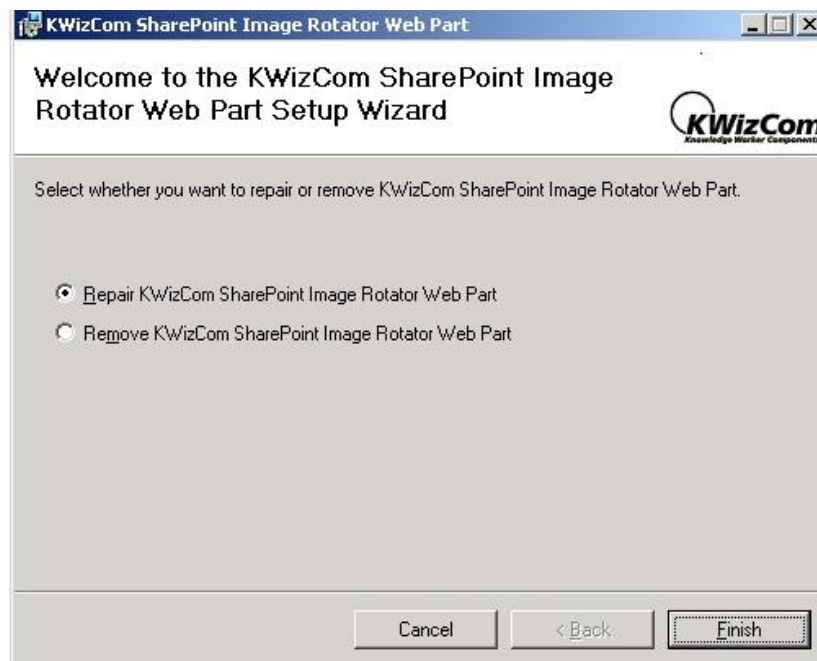 KWizCom SharePoint Image Rotator Web Part
Welcome to the KWizCom SharePoint Image
Rotator Web Part Setup Wizard
KWizCom
Knowledge Worker Components
Select whether you want to repair or remove KWizCom SharePoint Image Rotator Web Part.
Repair KWizCom SharePoint Image Rotator Web Part
Remove KWizCom SharePoint Image Rotator Web Part
Cancel
< Back
Finish